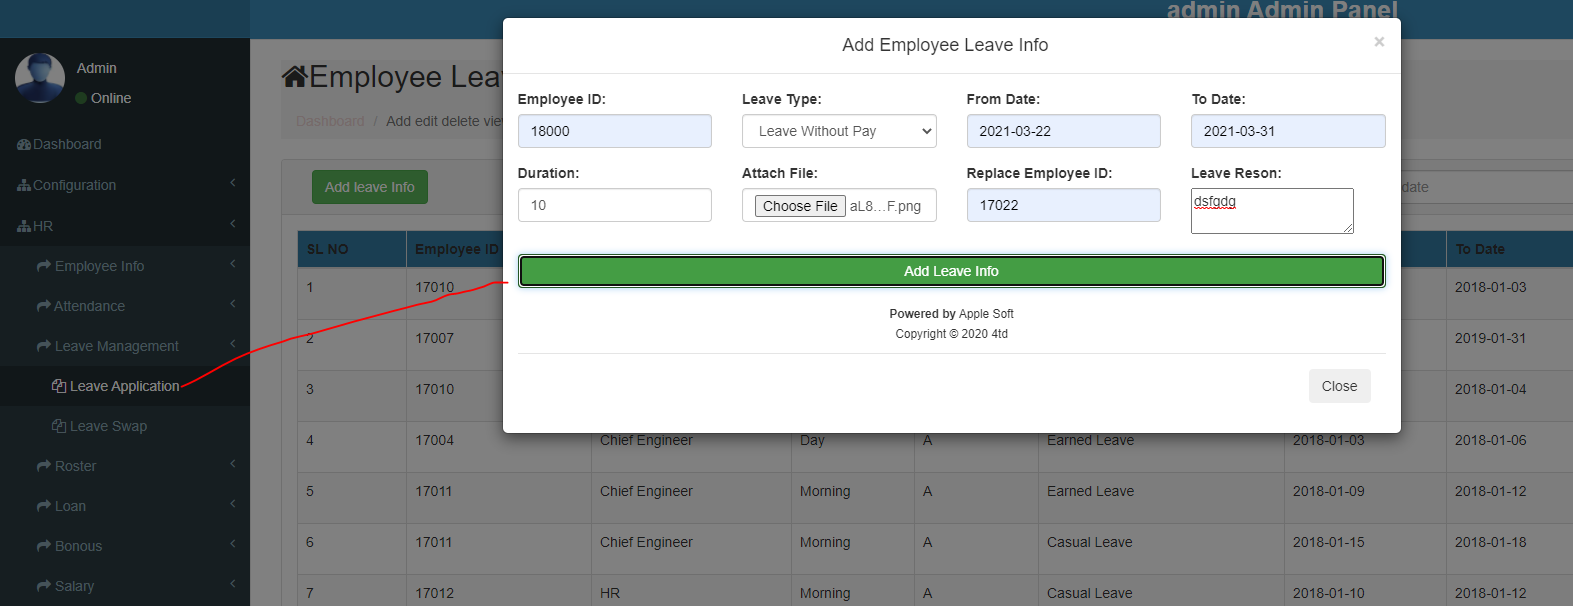 admin Admin Panel
Admin
Online
Dashboard
Configuration
HR
Employee Info
Attendance
Leave Management
Leave Application
Leave Swap
Roster
Loan
Bonous
Salary
Employee Lea
Dashboard / Add edit delete vie
Add leave Info
date
Add Employee Leave Info ×
Employee ID: Leave Type: From Date: To Date:
18000 Leave Without Pay 2021-03-22 2021-03-31
Duration: Attach File: Replace Employee ID: Leave Reson:
10 Choose File aL8...F.png 17022 dsfgdg
Add Leave Info
Powered by Apple Soft
Copyright © 2020 4td
Close
SL NO Employee ID To Date
1 17010 2018-01-03
2 17007 2019-01-31
3 17010 2018-01-04
4 17004 Chief Engineer Day A Earned Leave 2018-01-03 2018-01-06
5 17011 Chief Engineer Morning A Earned Leave 2018-01-09 2018-01-12
6 17011 Chief Engineer Morning A Casual Leave 2018-01-15 2018-01-18
7 17012 HR Morning A Casual Leave 2018-01-10 2018-01-12